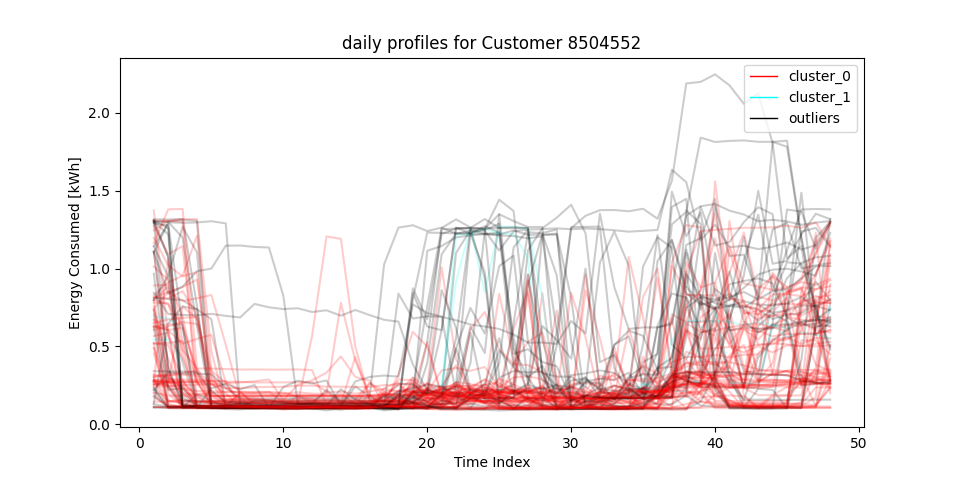 daily profiles for Customer 8504552
cluster_0
cluster_1
outliers
Energy Consumed [kWh]
2.0
1.5
1.0
0.5
0.0
0 10 20 30 40 50
Time Index